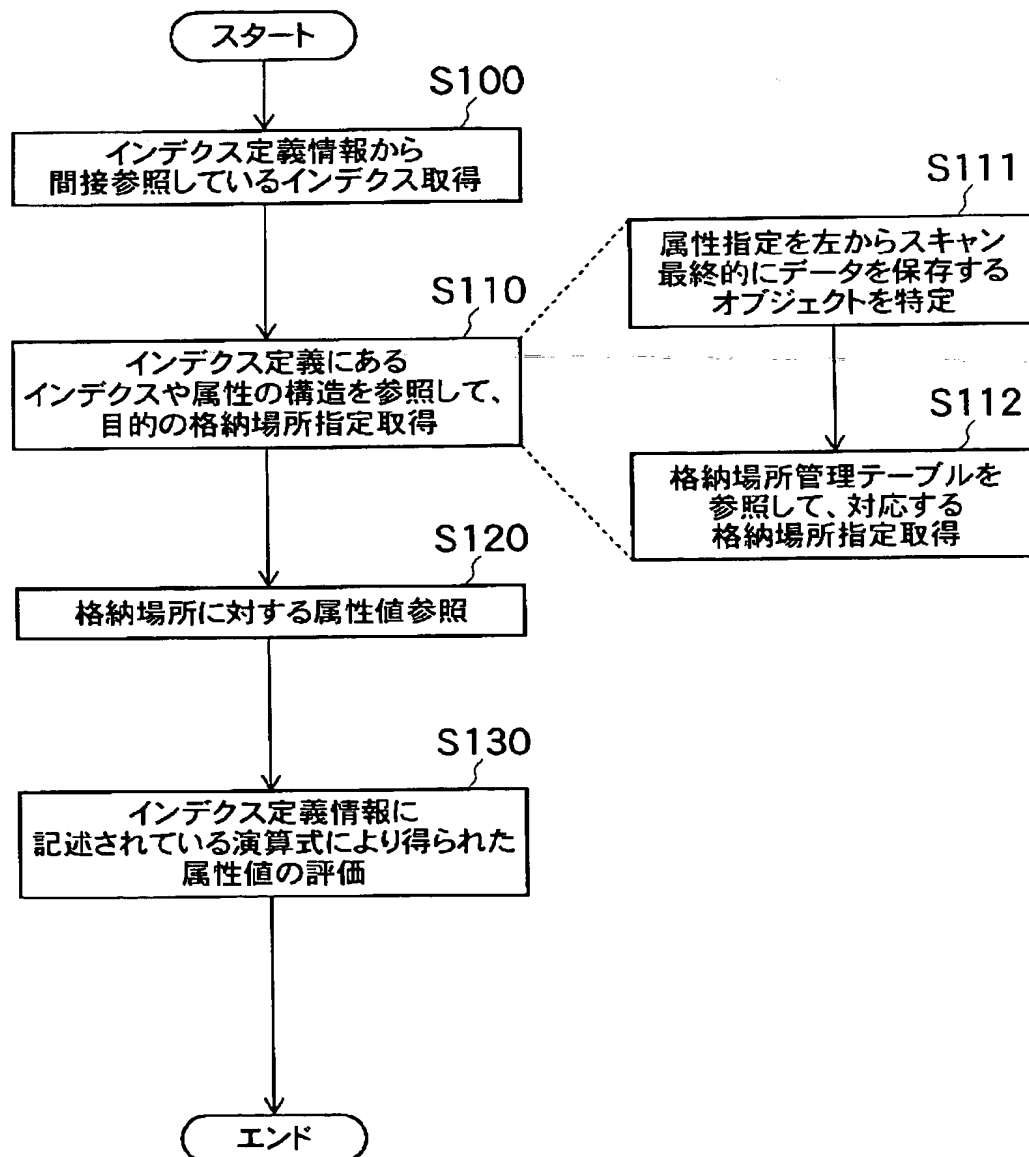 スタート
S100
インデクス定義情報から
間接参照しているインデクス取得
S110
インデクス定義にある
インデクスや属性の構造を参照して、
目的の格納場所指定取得
S111
属性指定を左からスキャン
最終的にデータを保存する
オブジェクトを特定
S112
格納場所管理テーブルを
参照して、対応する
格納場所指定取得
S120
格納場所に対する属性値参照
S130
インデクス定義情報に
記述されている演算式により得られた
属性値の評価
エンド